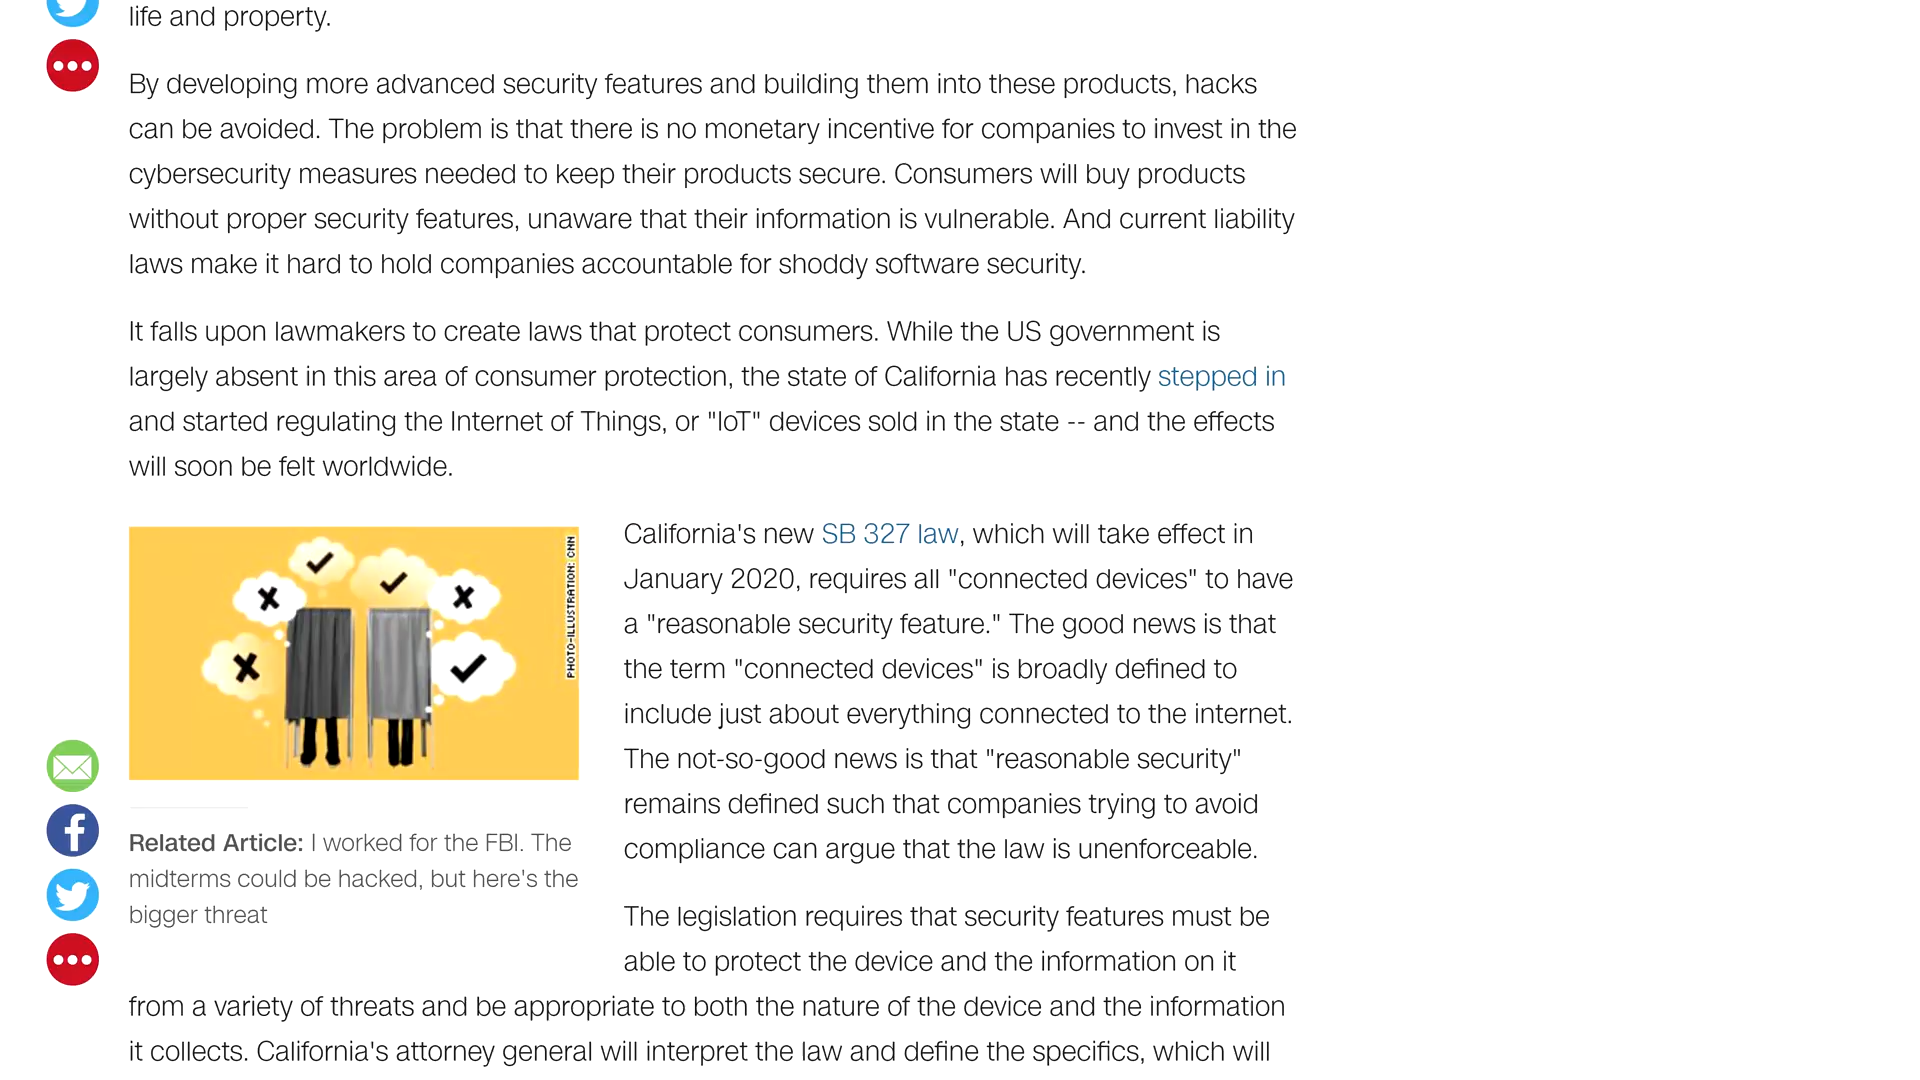 life and property.
By developing more advanced security features and building them into these products, hacks
can be avoided. The problem is that there is no monetary incentive for companies to invest in the
cybersecurity measures needed to keep their products secure. Consumers will buy products
without proper security features, unaware that their information is vulnerable. And current liability
laws make it hard to hold companies accountable for shoddy software security.
It falls upon lawmakers to create laws that protect consumers. While the US government is
largely absent in this area of consumer protection, the state of California has recently stepped in
and started regulating the Internet of Things, or "IoT" devices sold in the state -- and the effects
will soon be felt worldwide.
PHOTO-ILLUSTRATION: CNN
Related Article: I worked for the FBI. The
midterms could be hacked, but here's the
bigger threat
California's new SB 327 law, which will take effect in
January 2020, requires all "connected devices" to have
a "reasonable security feature." The good news is that
the term "connected devices" is broadly defined to
include just about everything connected to the internet.
The not-so-good news is that "reasonable security"
remains defined such that companies trying to avoid
compliance can argue that the law is unenforceable.
The legislation requires that security features must be
able to protect the device and the information on it
from a variety of threats and be appropriate to both the nature of the device and the information
it collects. California's attorney general will interpret the law and define the specifics, which will